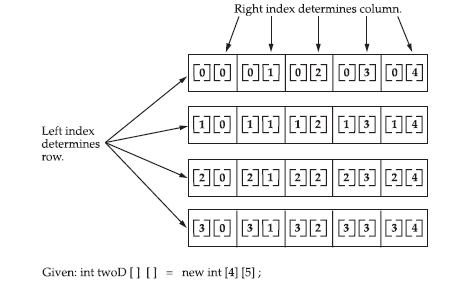 Right index determines column.
[0][0] [0][1] [0][2] [0][3] [0][4]
[1][0] [1][1] [1][2] [1][3] [1][4]
Left index
determines
row.
[2][0] [2][1] [2][2] [2][3] [2][4]
[3][0] [3][1] [3][2] [3][3] [3][4]
Given: int twoD [ ] [ ] = new int [4] [5] ;